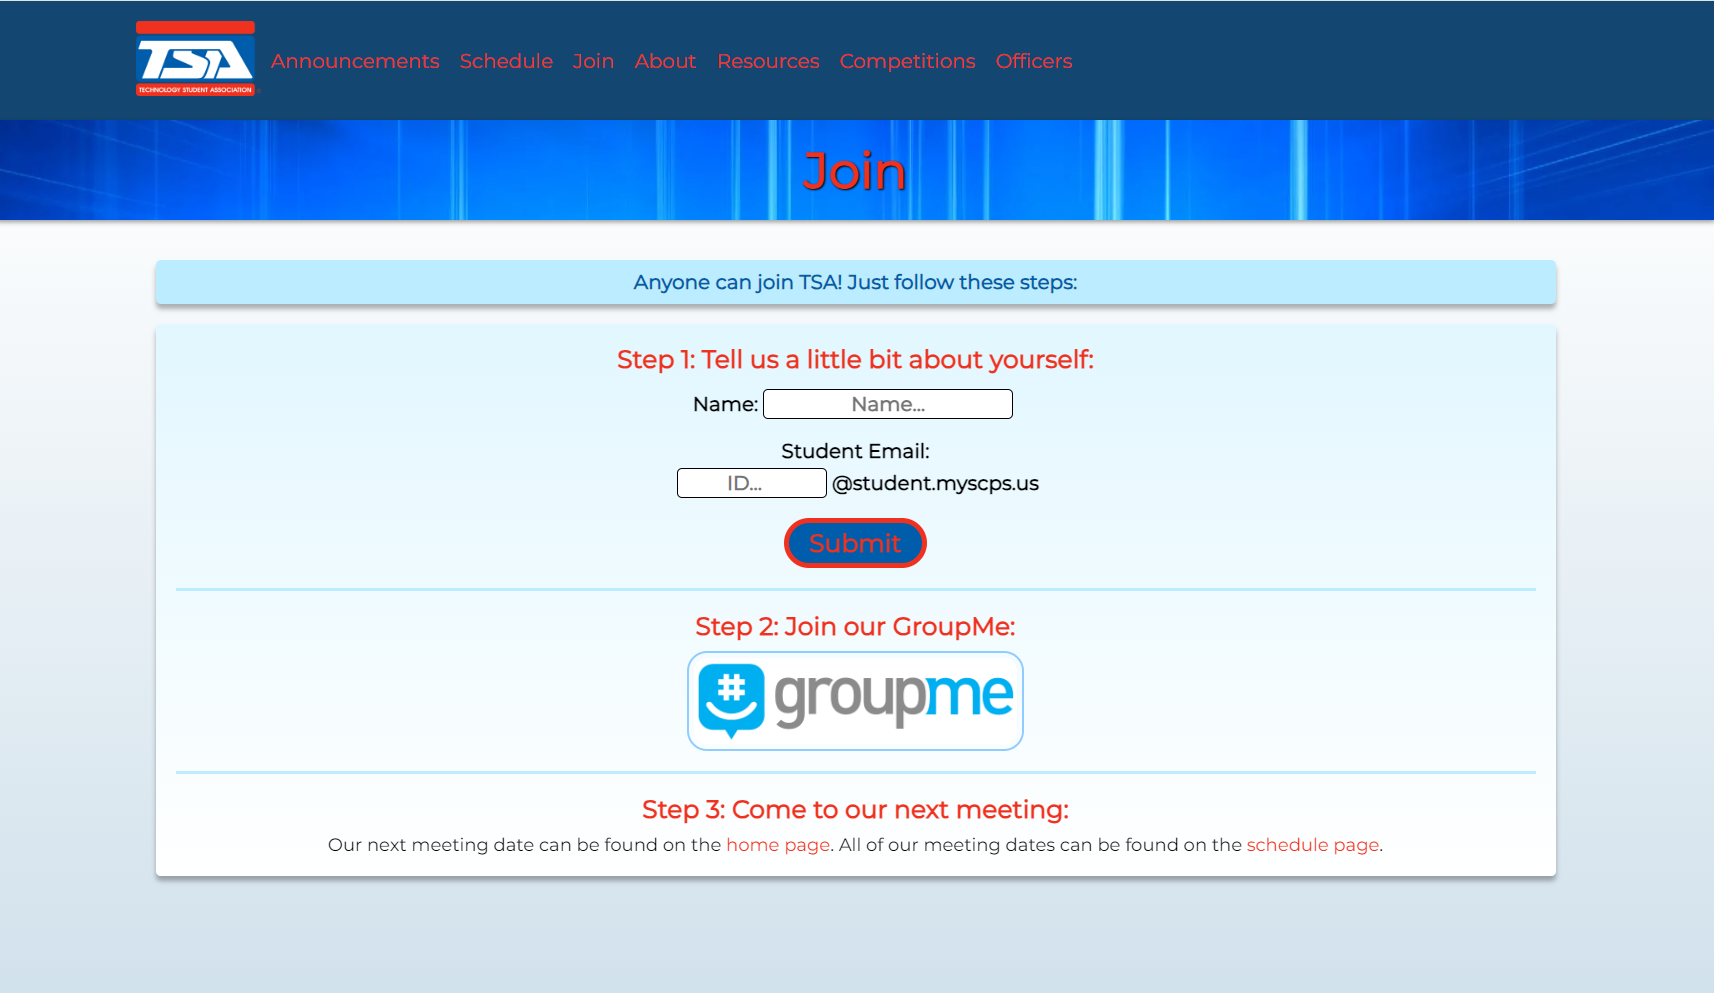 TSA
TECHNOLOGY STUDENT ASSOCIATION
Announcements Schedule Join About Resources Competitions Officers
Join
Anyone can join TSA! Just follow these steps:
Step 1: Tell us a little bit about yourself:
Name: Name...
Student Email:
ID... @student.myscps.us
Submit
Step 2: Join our GroupMe:
# groupme
Step 3: Come to our next meeting:
Our next meeting date can be found on the home page. All of our meeting dates can be found on the schedule page.